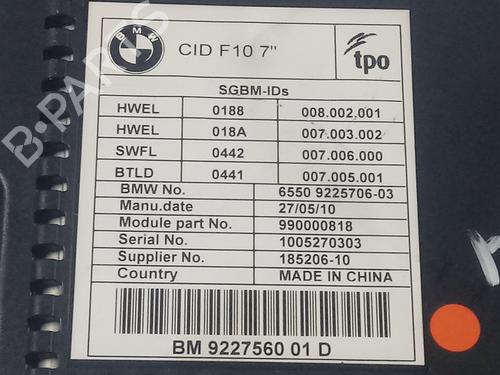 BMW
CID F10 7"
tpo
SGBM-IDs
HWEL 0188 008.002.001
HWEL 018A 007.003.002
SWFL 0442 007.006.000
BTLD 0441 007.005.001
BMW No. 6550 9225706-03
Manu.date 27/05/10
Module part No. 990000818
Serial No. 1005270303
Supplier No. 185206-10
Country MADE IN CHINA
BM 9227560 01 D
B-PARTS